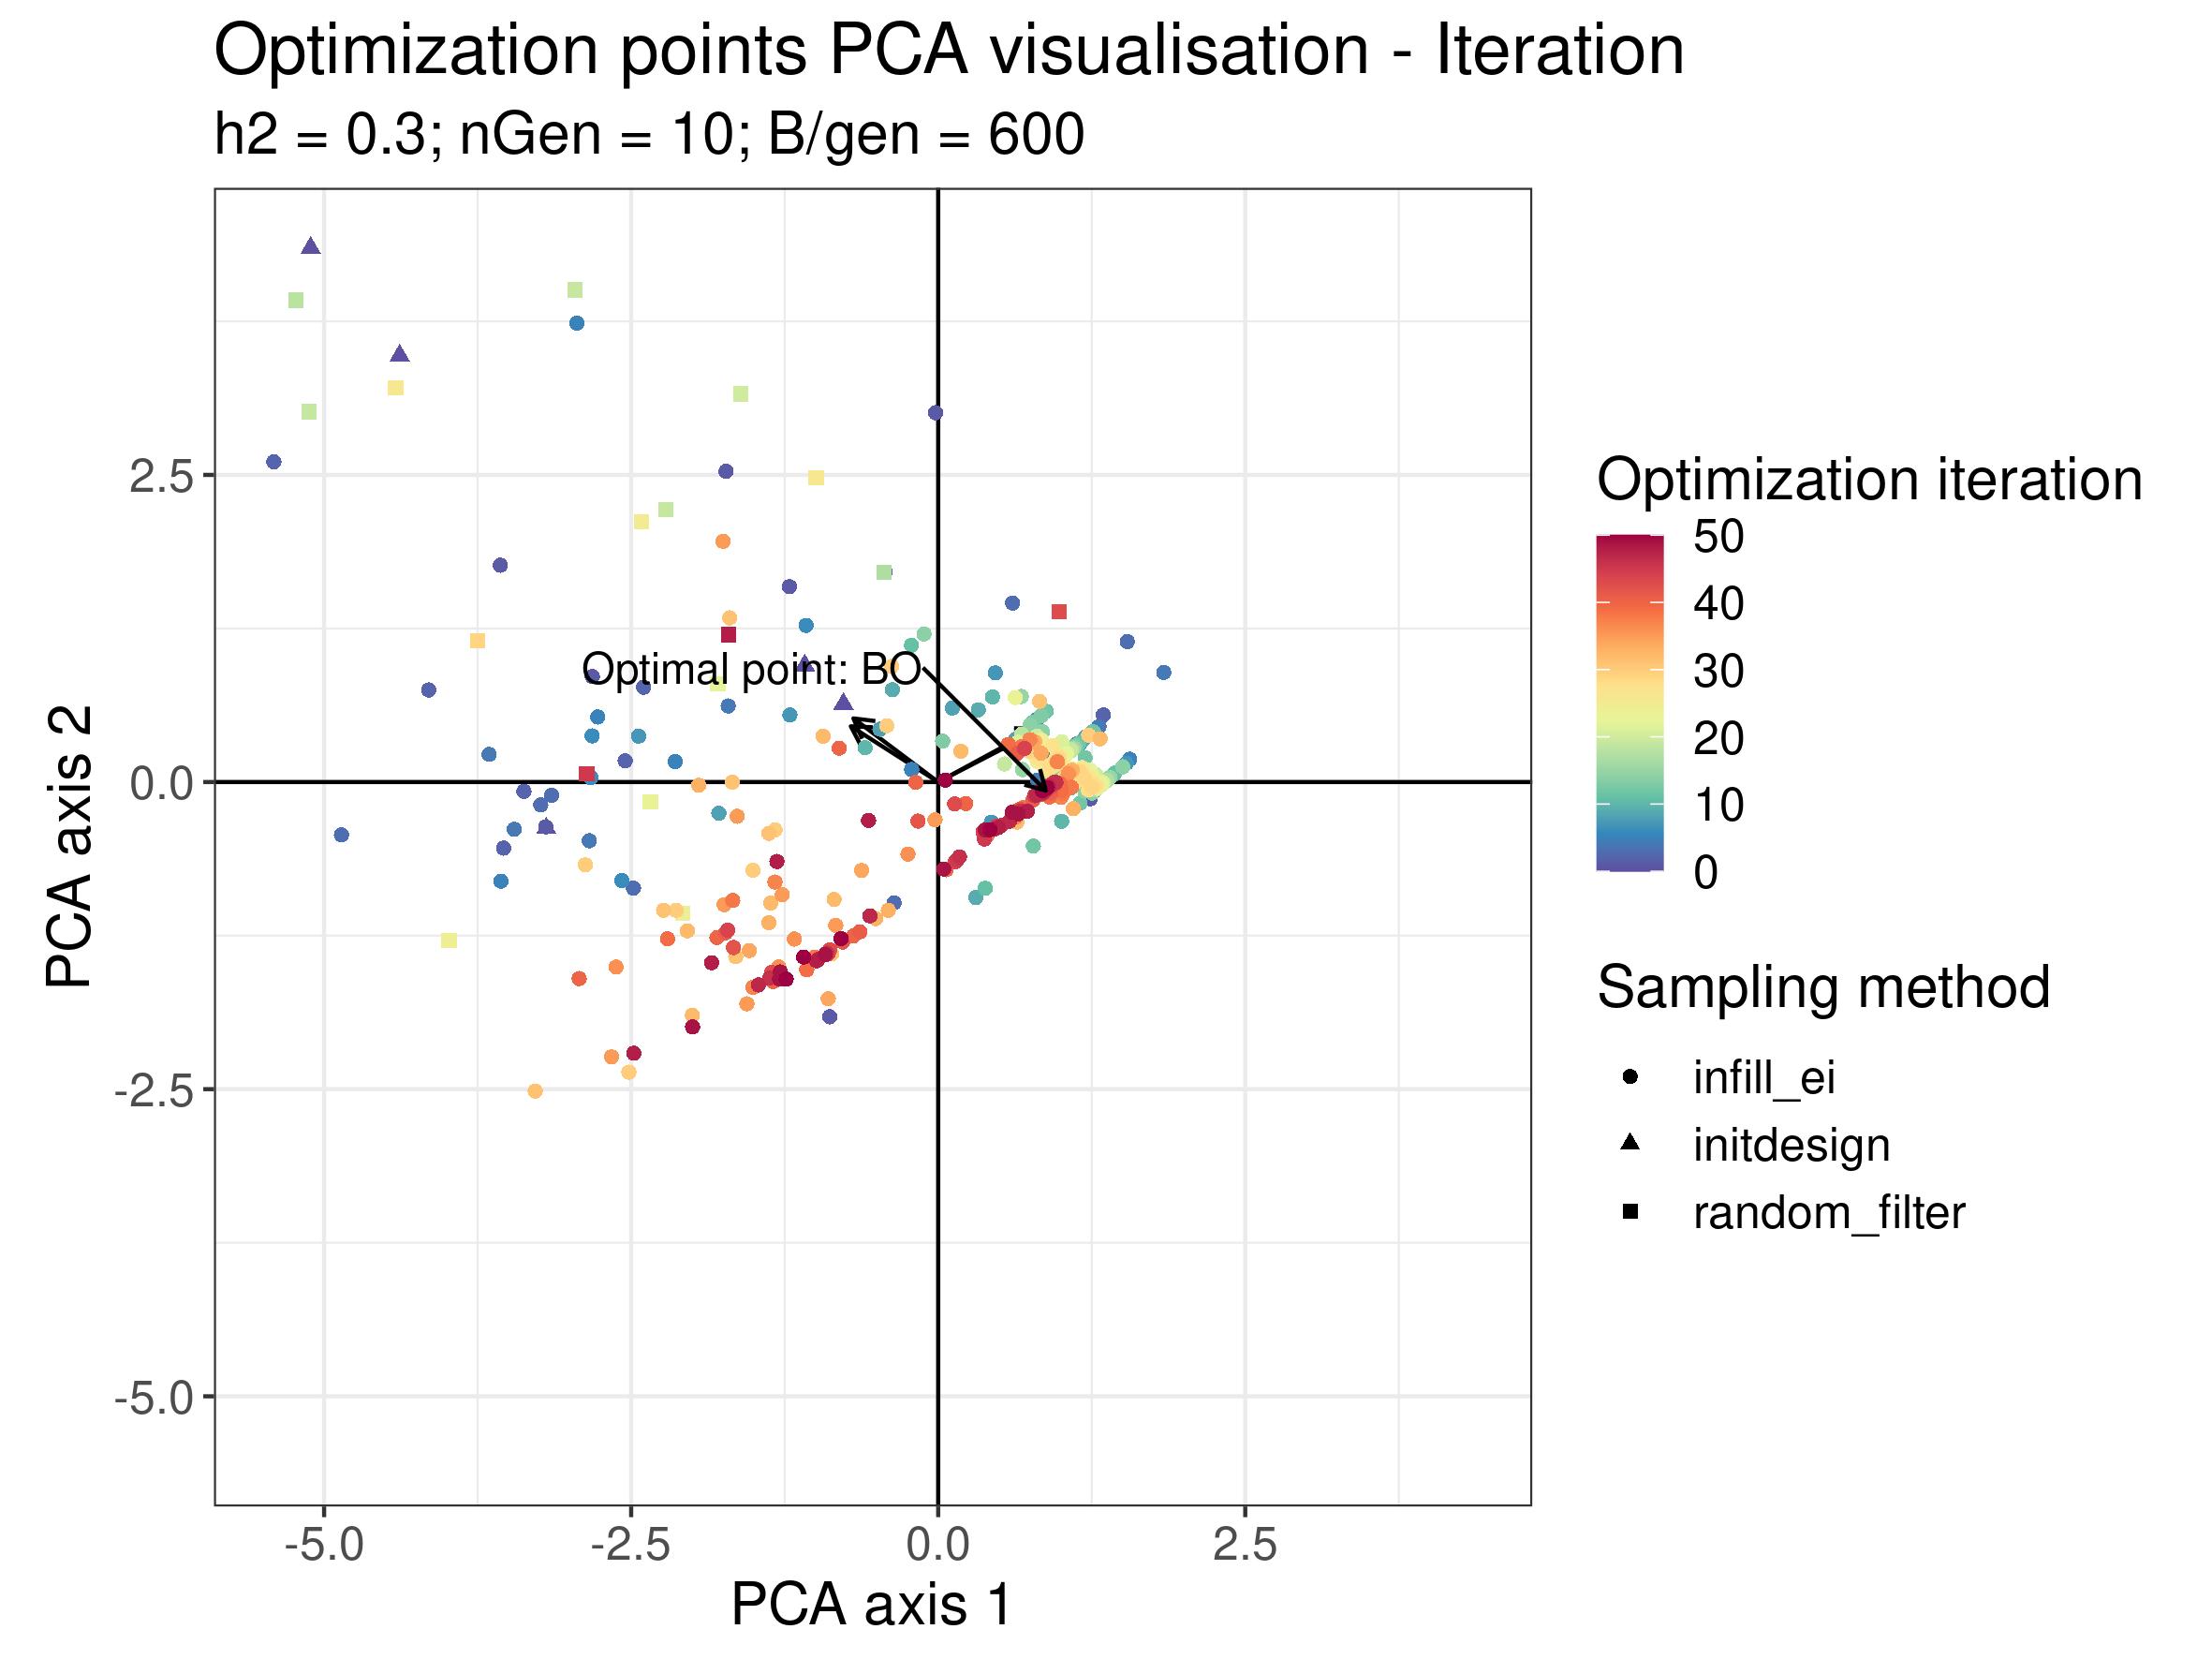 Optimization points PCA visualisation - Iteration
h2 = 0.3; nGen = 10; B/gen = 600
PCA axis 2
2.5
0.0
-2.5
-5.0
Optimal point: BO
-5.0
-2.5
0.0
2.5
PCA axis 1
Optimization iteration
50
40
30
20
10
0
Sampling method
infill_ei
initdesign
random_filter